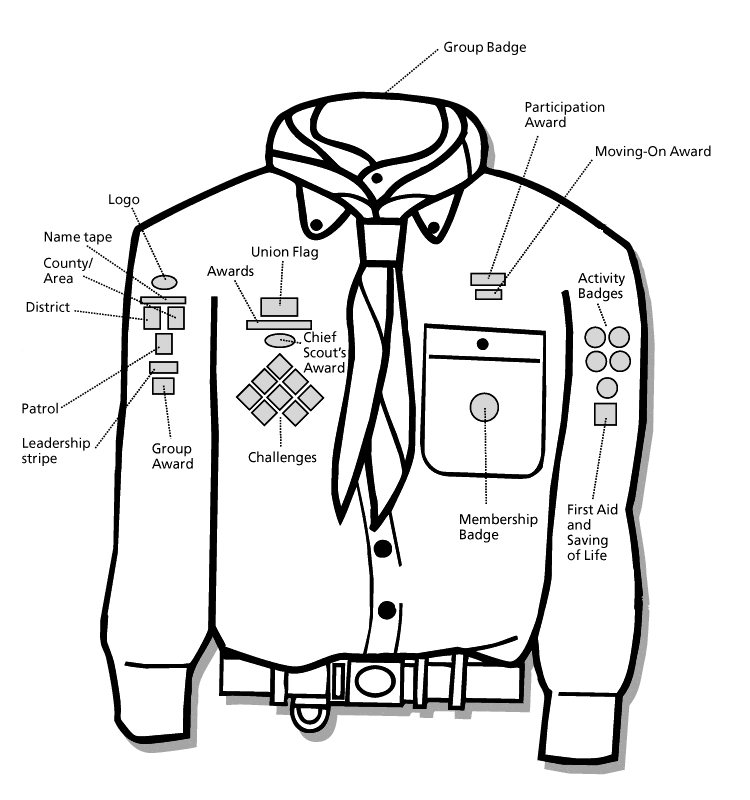 Group Badge
Participation
Award
Moving-On Award
Logo
Name tape
County/
Area
District
Union Flag
Awards
Activity
Badges
Chief
Scout's
Award
Patrol
Leadership
stripe
Group
Award
Challenges
Membership
Badge
First Aid
and
Saving
of Life